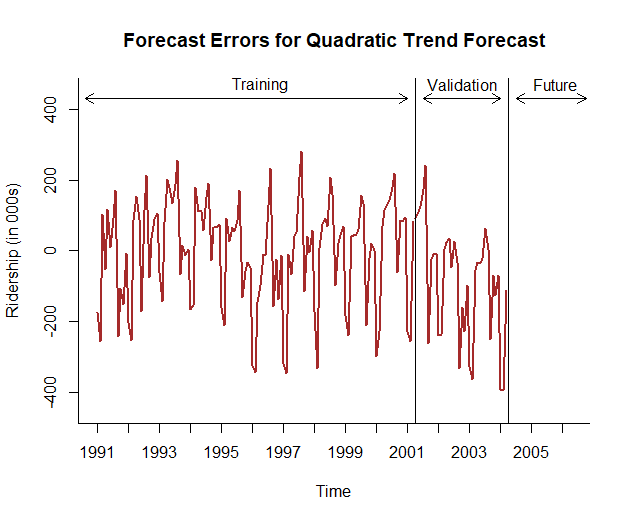 Forecast Errors for Quadratic Trend Forecast
Training Validation Future
Ridership (in 000s)
400
200
0
-200
-400
1991 1993 1995 1997 1999 2001 2003 2005
Time